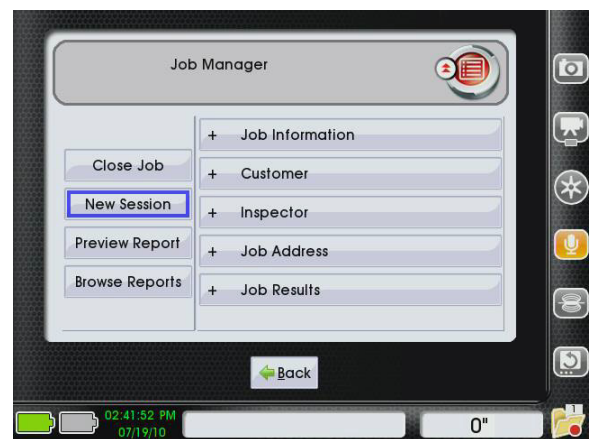 Job Manager
+ Job Information
Close Job
+ Customer
New Session
+ Inspector
Preview Report
+ Job Address
Browse Reports
+ Job Results
Back
02:41:52 PM
07/19/10
0"
1